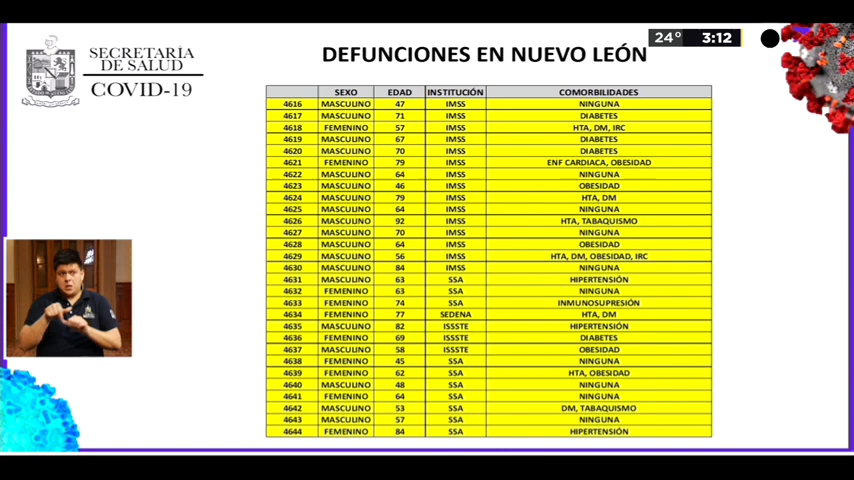 24° 3:12
SECRETARÍA
DE SALUD
COVID-19
DEFUNCIONES EN NUEVO LEÓN
SEXO EDAD INSTITUCIÓN COMORBILIDADES
4616 MASCULINO 47 IMSS NINGUNA
4617 MASCULINO 71 IMSS DIABETES
4618 FEMENINO 57 IMSS HTA, DM, IRC
4619 MASCULINO 67 IMSS DIABETES
4620 MASCULINO 70 IMSS DIABETES
4621 FEMENINO 79 IMSS ENF CARDIACA, OBESIDAD
4622 MASCULINO 64 IMSS NINGUNA
4623 MASCULINO 46 IMSS OBESIDAD
4624 MASCULINO 79 IMSS HTA, DM
4625 MASCULINO 64 IMSS NINGUNA
4626 MASCULINO 92 IMSS HTA, TABAQUISMO
4627 MASCULINO 70 IMSS NINGUNA
4628 MASCULINO 64 IMSS OBESIDAD
4629 MASCULINO 56 IMSS HTA, DM, OBESIDAD, IRC
4630 MASCULINO 84 IMSS NINGUNA
4631 MASCULINO 63 SSA HIPERTENSIÓN
4632 FEMENINO 63 SSA NINGUNA
4633 FEMENINO 74 SSA INMUNOSUPRESIÓN
4634 FEMENINO 77 SEDENA HTA, DM
4635 MASCULINO 82 ISSSTE HIPERTENSIÓN
4636 FEMENINO 69 ISSSTE DIABETES
4637 MASCULINO 58 ISSSTE OBESIDAD
4638 FEMENINO 45 SSA NINGUNA
4639 FEMENINO 62 SSA HTA, OBESIDAD
4640 MASCULINO 48 SSA NINGUNA
4641 FEMENINO 64 SSA NINGUNA
4642 MASCULINO 53 SSA DM, TABAQUISMO
4643 MASCULINO 57 SSA NINGUNA
4644 FEMENINO 84 SSA HIPERTENSIÓN